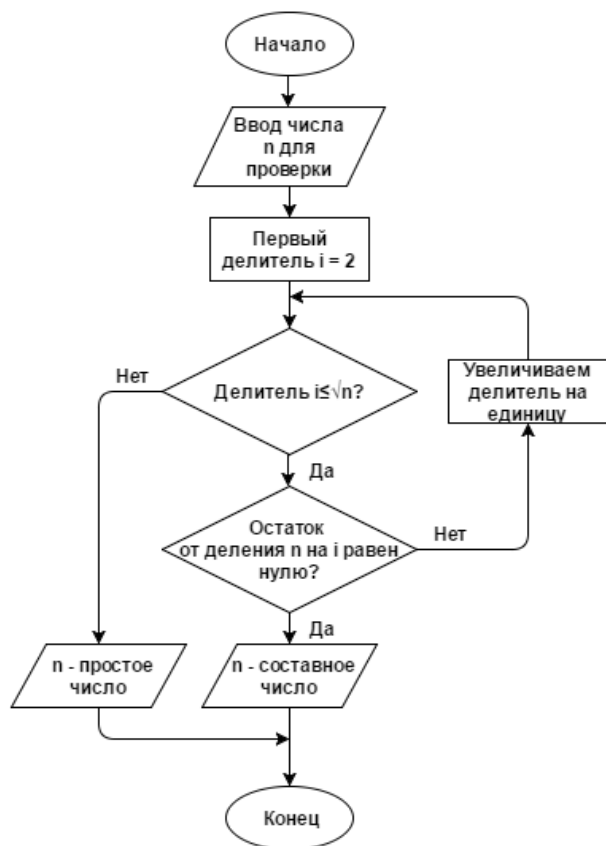 Начало
Ввод числа
n для
проверки
Первый
делитель i = 2
Нет
Делитель i≤√n?
Увеличиваем
делитель на
единицу
Да
Остаток
от деления n на i равен
нулю?
Нет
Да
n - простое
число
n - составное
число
Конец